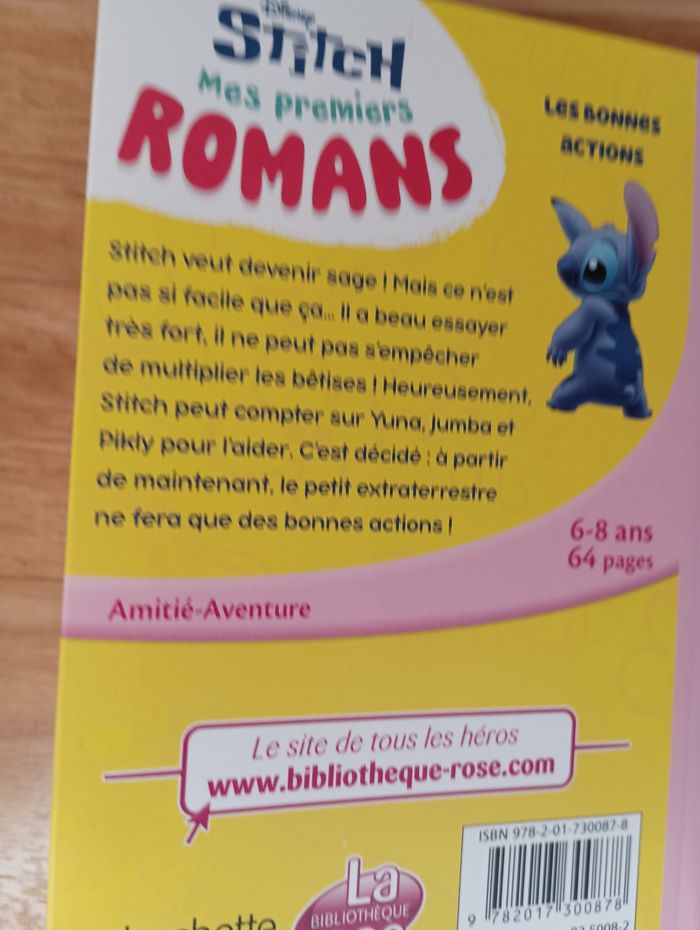 Disney
STITCH
Mes premiers
ROMANS
Les Bonnes
actions
Stitch veut devenir sage ! Mais ce n'est
pas si facile que ça... Il a beau essayer
très fort, il ne peut pas s'empêcher
de multiplier les bêtises ! Heureusement,
Stitch peut compter sur Yuna, Jumba et
Pikly pour l'aider. C'est décidé : à partir
de maintenant, le petit extraterrestre
ne fera que des bonnes actions !
6-8 ans
64 pages
Amitié-Aventure
Le site de tous les héros
www.bibliotheque-rose.com
ISBN 978-2-01-730087-8
9 782017 300878
La
BIBLIOTHÈQUE